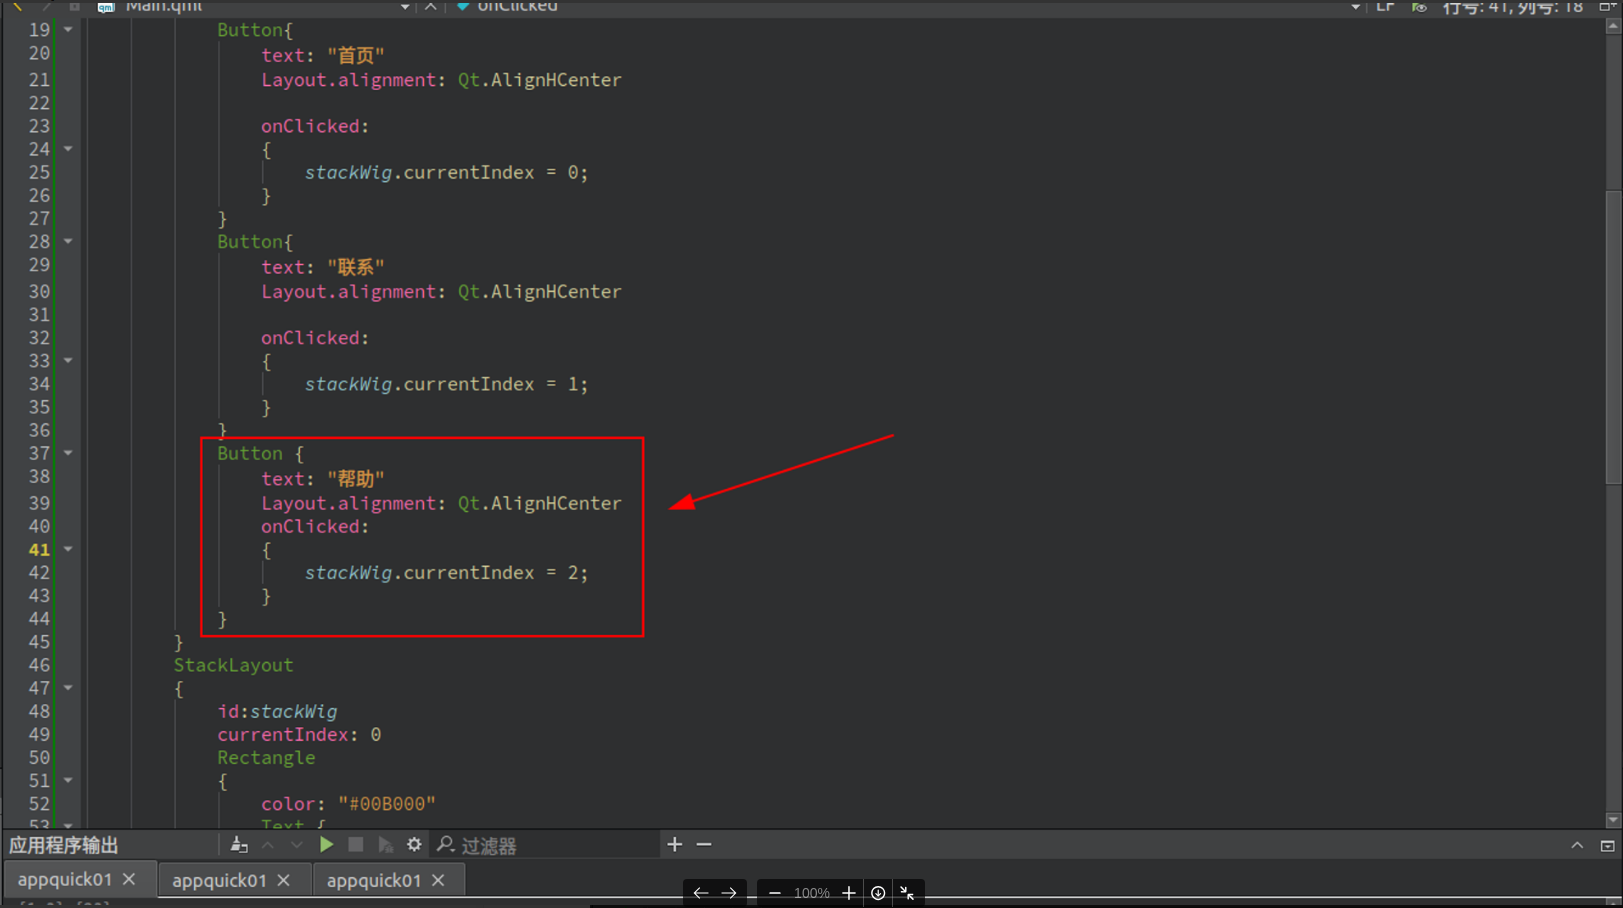 Main.qml onClicked LF 行号: 41, 列号: 18
19 Button{
20 text: "首页"
21 Layout.alignment: Qt.AlignHCenter
22
23 onClicked:
24 {
25 stackWig.currentIndex = 0;
26 }
27 }
28 Button{
29 text: "联系"
30 Layout.alignment: Qt.AlignHCenter
31
32 onClicked:
33 {
34 stackWig.currentIndex = 1;
35 }
36 }
37 Button {
38 text: "帮助"
39 Layout.alignment: Qt.AlignHCenter
40 onClicked:
41 {
42 stackWig.currentIndex = 2;
43 }
44 }
45 }
46 StackLayout
47 {
48 id:stackWig
49 currentIndex: 0
50 Rectangle
51 {
52 color: "#00B000"
53 Text {
应用程序输出 过滤器
appquick01 appquick01 appquick01
100%